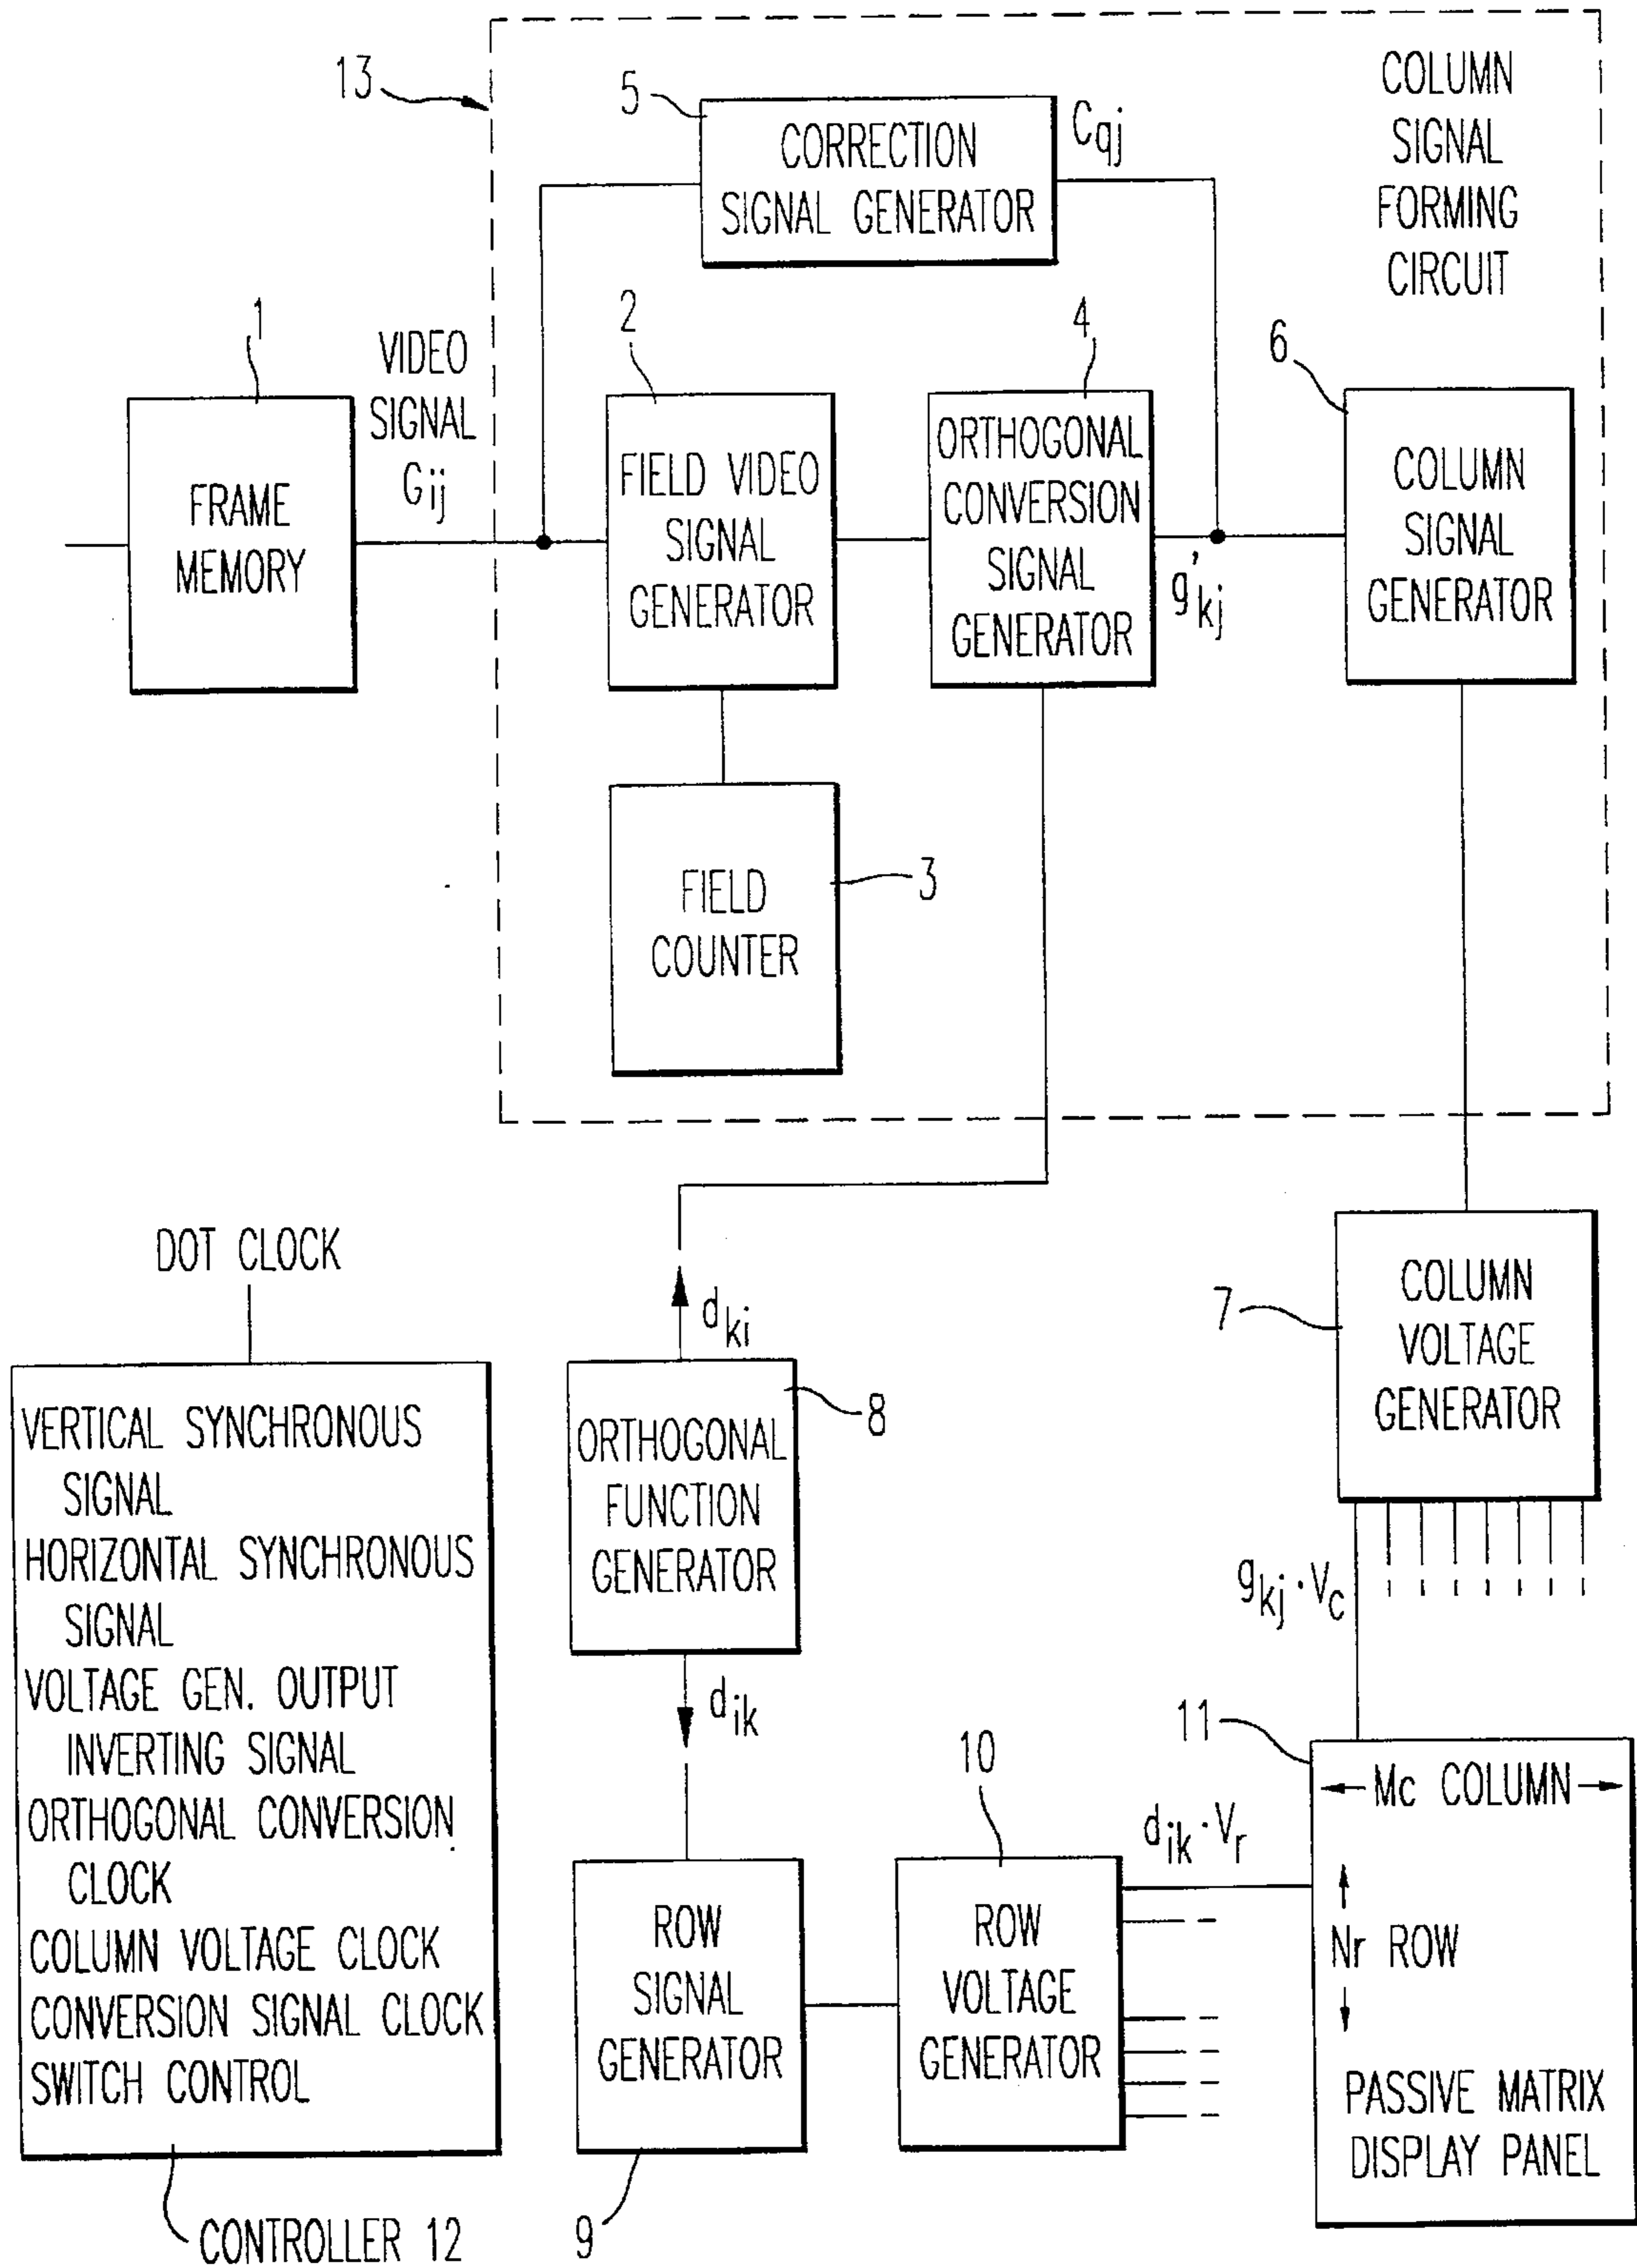 13
5
CORRECTION
SIGNAL GENERATOR
Cqj
COLUMN
SIGNAL
FORMING
CIRCUIT
1
VIDEO
SIGNAL
Gij
FRAME
MEMORY
2
FIELD VIDEO
SIGNAL
GENERATOR
4
ORTHOGONAL
CONVERSION
SIGNAL
GENERATOR
g'kj
6
COLUMN
SIGNAL
GENERATOR
FIELD
COUNTER
3
DOT CLOCK
VERTICAL SYNCHRONOUS
SIGNAL
HORIZONTAL SYNCHRONOUS
SIGNAL
VOLTAGE GEN. OUTPUT
INVERTING SIGNAL
ORTHOGONAL CONVERSION
CLOCK
COLUMN VOLTAGE CLOCK
CONVERSION SIGNAL CLOCK
SWITCH CONTROL
CONTROLLER 12
dki
8
ORTHOGONAL
FUNCTION
GENERATOR
dik
ROW
SIGNAL
GENERATOR
9
10
ROW
VOLTAGE
GENERATOR
dik·Vr
7
COLUMN
VOLTAGE
GENERATOR
gkj·Vc
11
Mc COLUMN
Nr ROW
PASSIVE MATRIX
DISPLAY PANEL